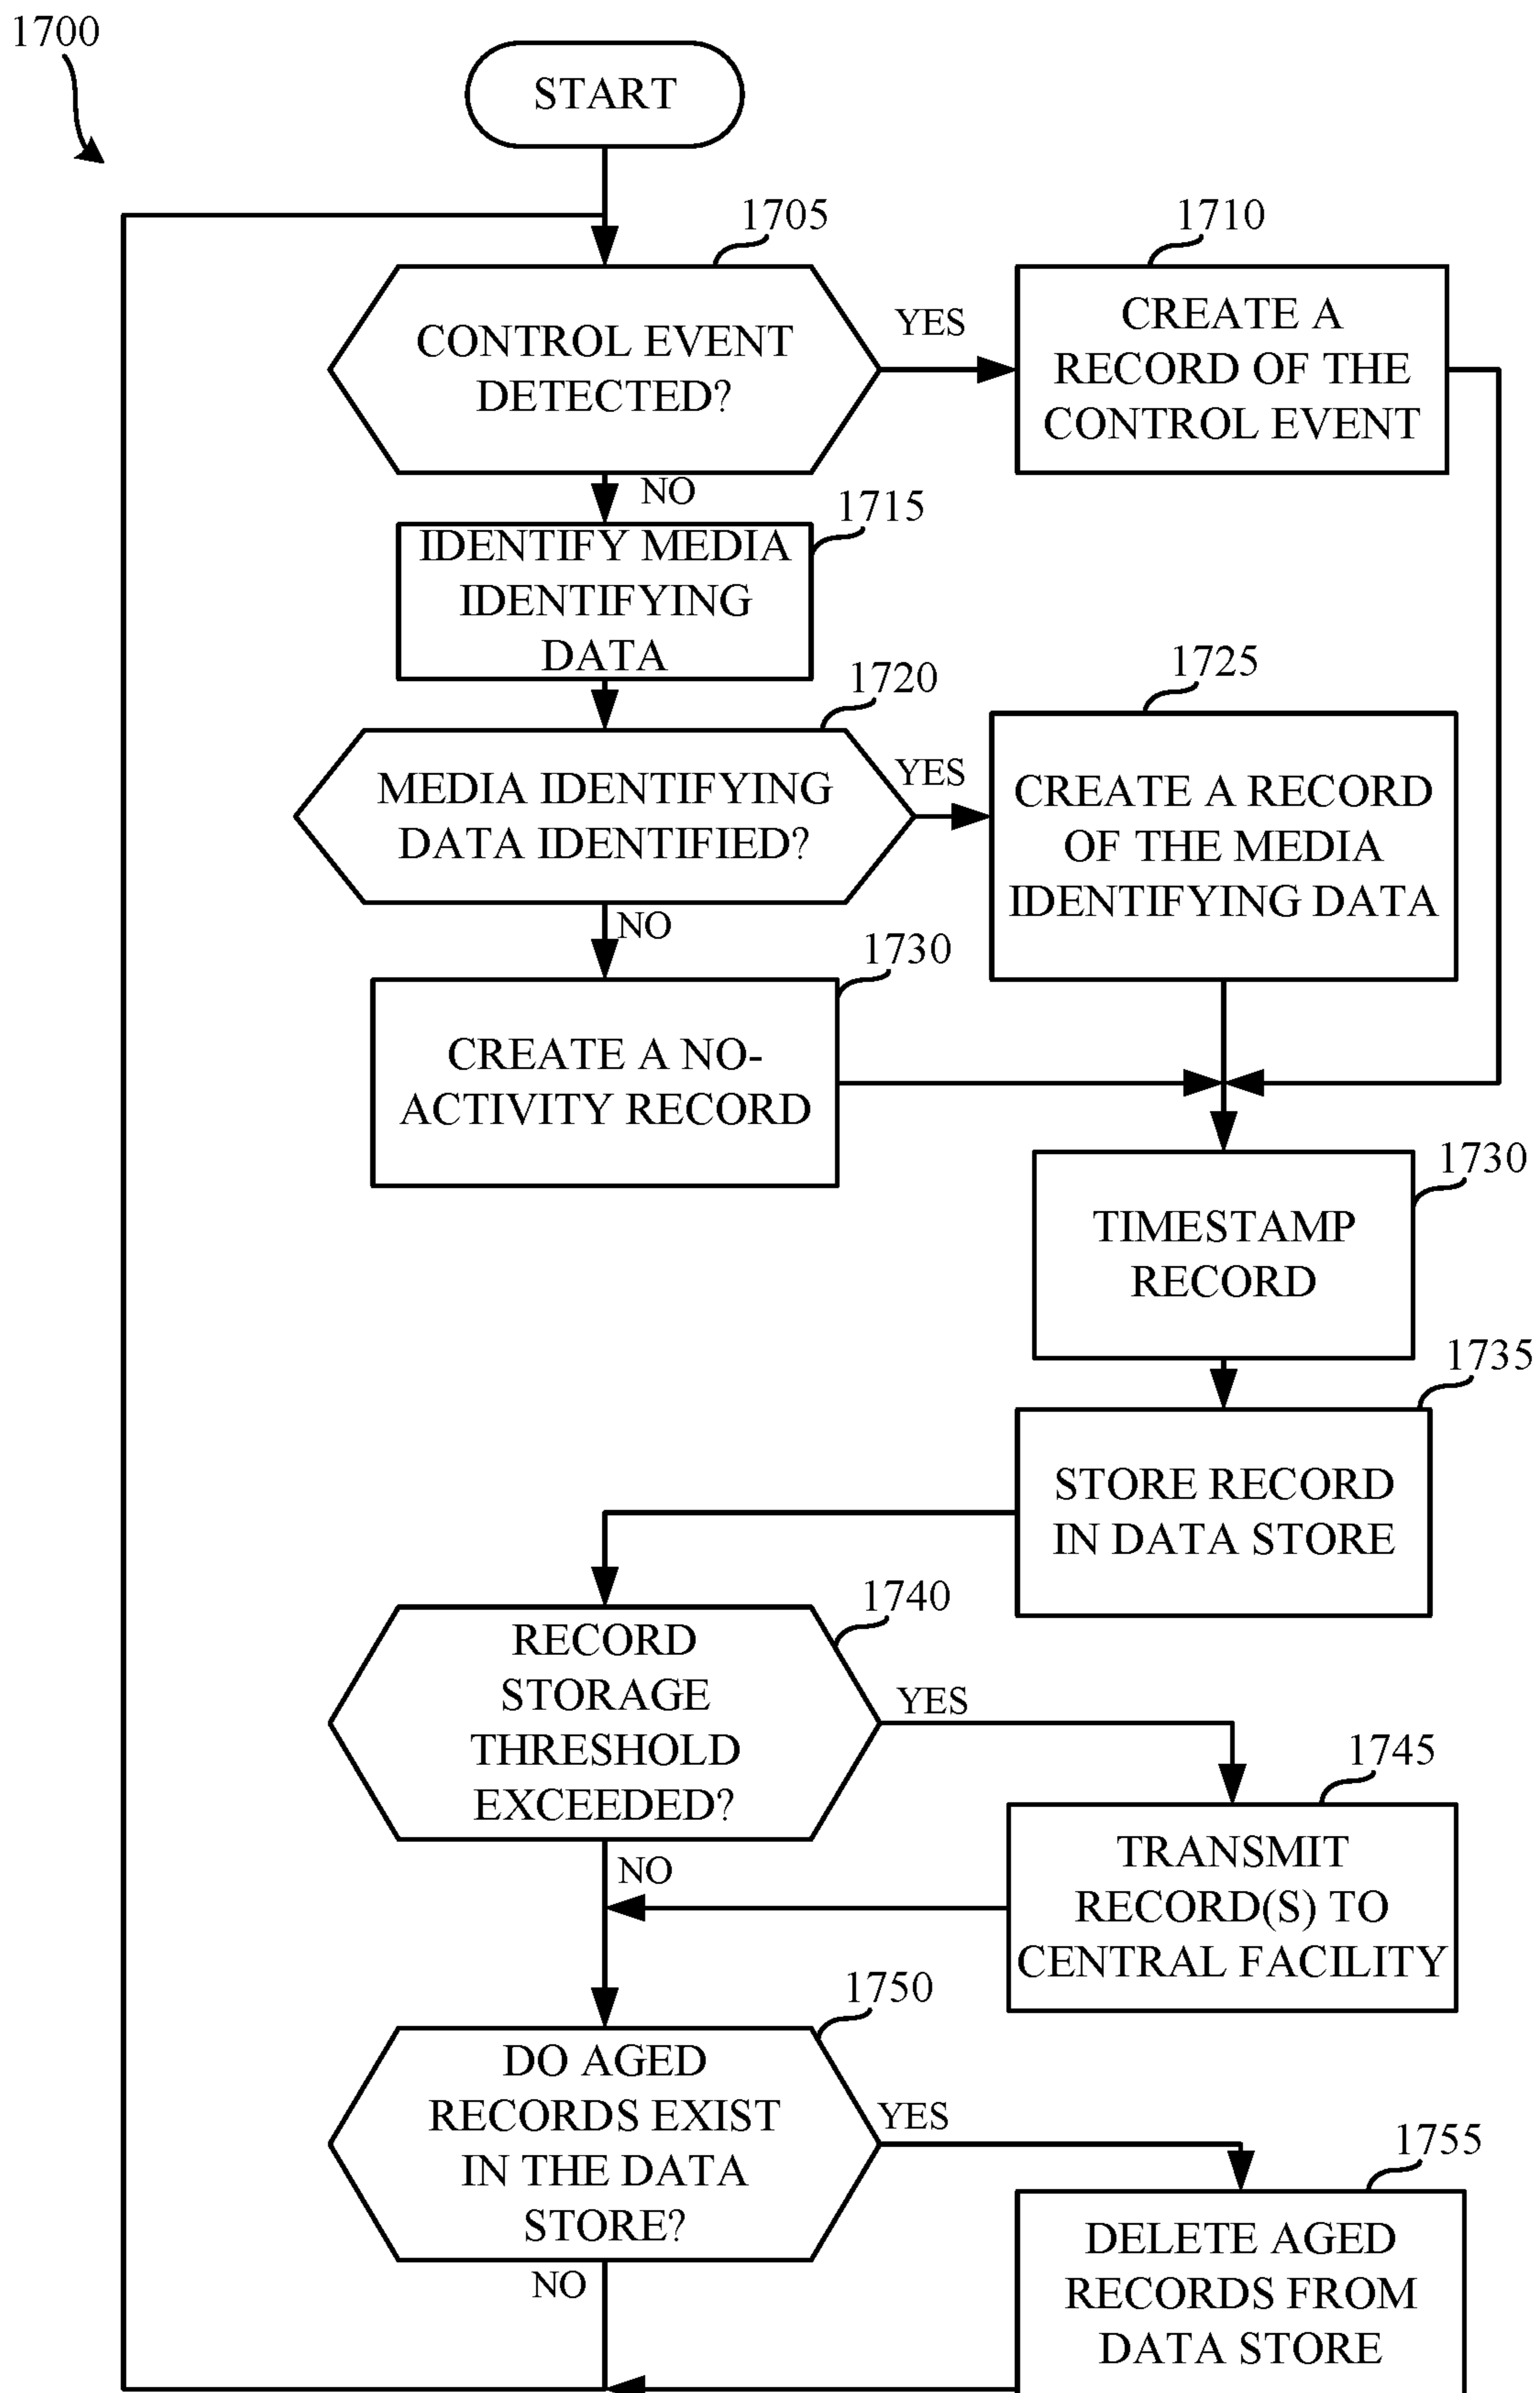 1700
START
1705
CONTROL EVENT
DETECTED?
YES
1710
CREATE A
RECORD OF THE
CONTROL EVENT
NO
1715
IDENTIFY MEDIA
IDENTIFYING
DATA
1720
MEDIA IDENTIFYING
DATA IDENTIFIED?
YES
1725
CREATE A RECORD
OF THE MEDIA
IDENTIFYING DATA
NO
1730
CREATE A NO-
ACTIVITY RECORD
1730
TIMESTAMP
RECORD
1735
STORE RECORD
IN DATA STORE
1740
RECORD
STORAGE
THRESHOLD
EXCEEDED?
YES
1745
TRANSMIT
RECORD(S) TO
CENTRAL FACILITY
NO
1750
DO AGED
RECORDS EXIST
IN THE DATA
STORE?
YES
1755
DELETE AGED
RECORDS FROM
DATA STORE
NO